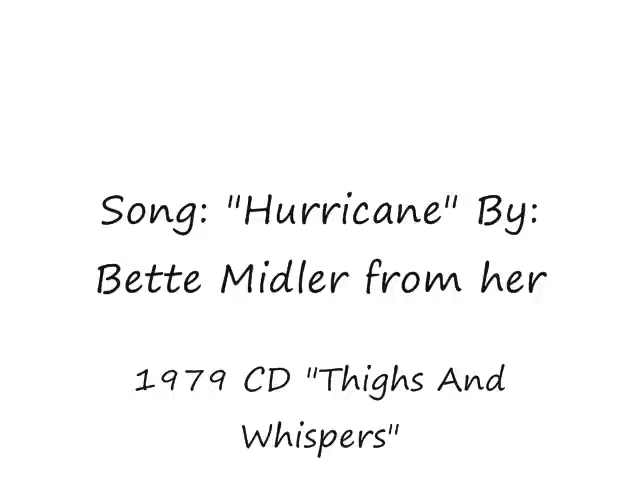 Song: "Hurricane" By:
Bette Midler from her
1979 CD "Thighs And
Whispers"